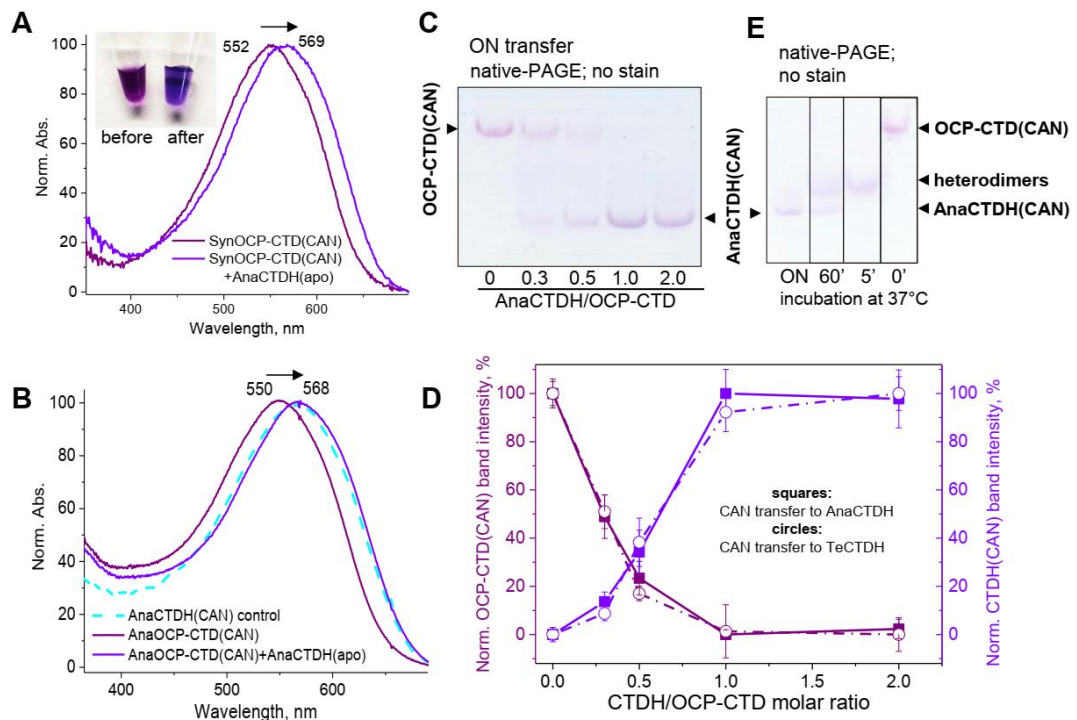 A
552
569
before
after
100
80
60
40
20
0
Norm. Abs.
SynOCP-CTD(CAN)
SynOCP-CTD(CAN)
+AnaCTDH(apo)
400
500
600
Wavelength, nm
B
550
568
100
80
60
40
20
0
Norm. Abs.
AnaCTDH(CAN) control
AnaOCP-CTD(CAN)
AnaOCP-CTD(CAN)+AnaCTDH(apo)
400
500
600
Wavelength, nm
C
ON transfer
native-PAGE; no stain
OCP-CTD(CAN)
AnaCTDH(CAN)
0 0.3 0.5 1.0 2.0
AnaCTDH/OCP-CTD
E
native-PAGE;
no stain
OCP-CTD(CAN)
heterodimers
AnaCTDH(CAN)
ON 60' 5' 0'
incubation at 37°C
D
Norm. OCP-CTD(CAN) band intensity, %
100
80
60
40
20
0
squares:
CAN transfer to AnaCTDH
circles:
CAN transfer to TeCTDH
100
80
60
40
20
0
Norm. CTDH(CAN) band intensity, %
0.0 0.5 1.0 1.5 2.0
CTDH/OCP-CTD molar ratio